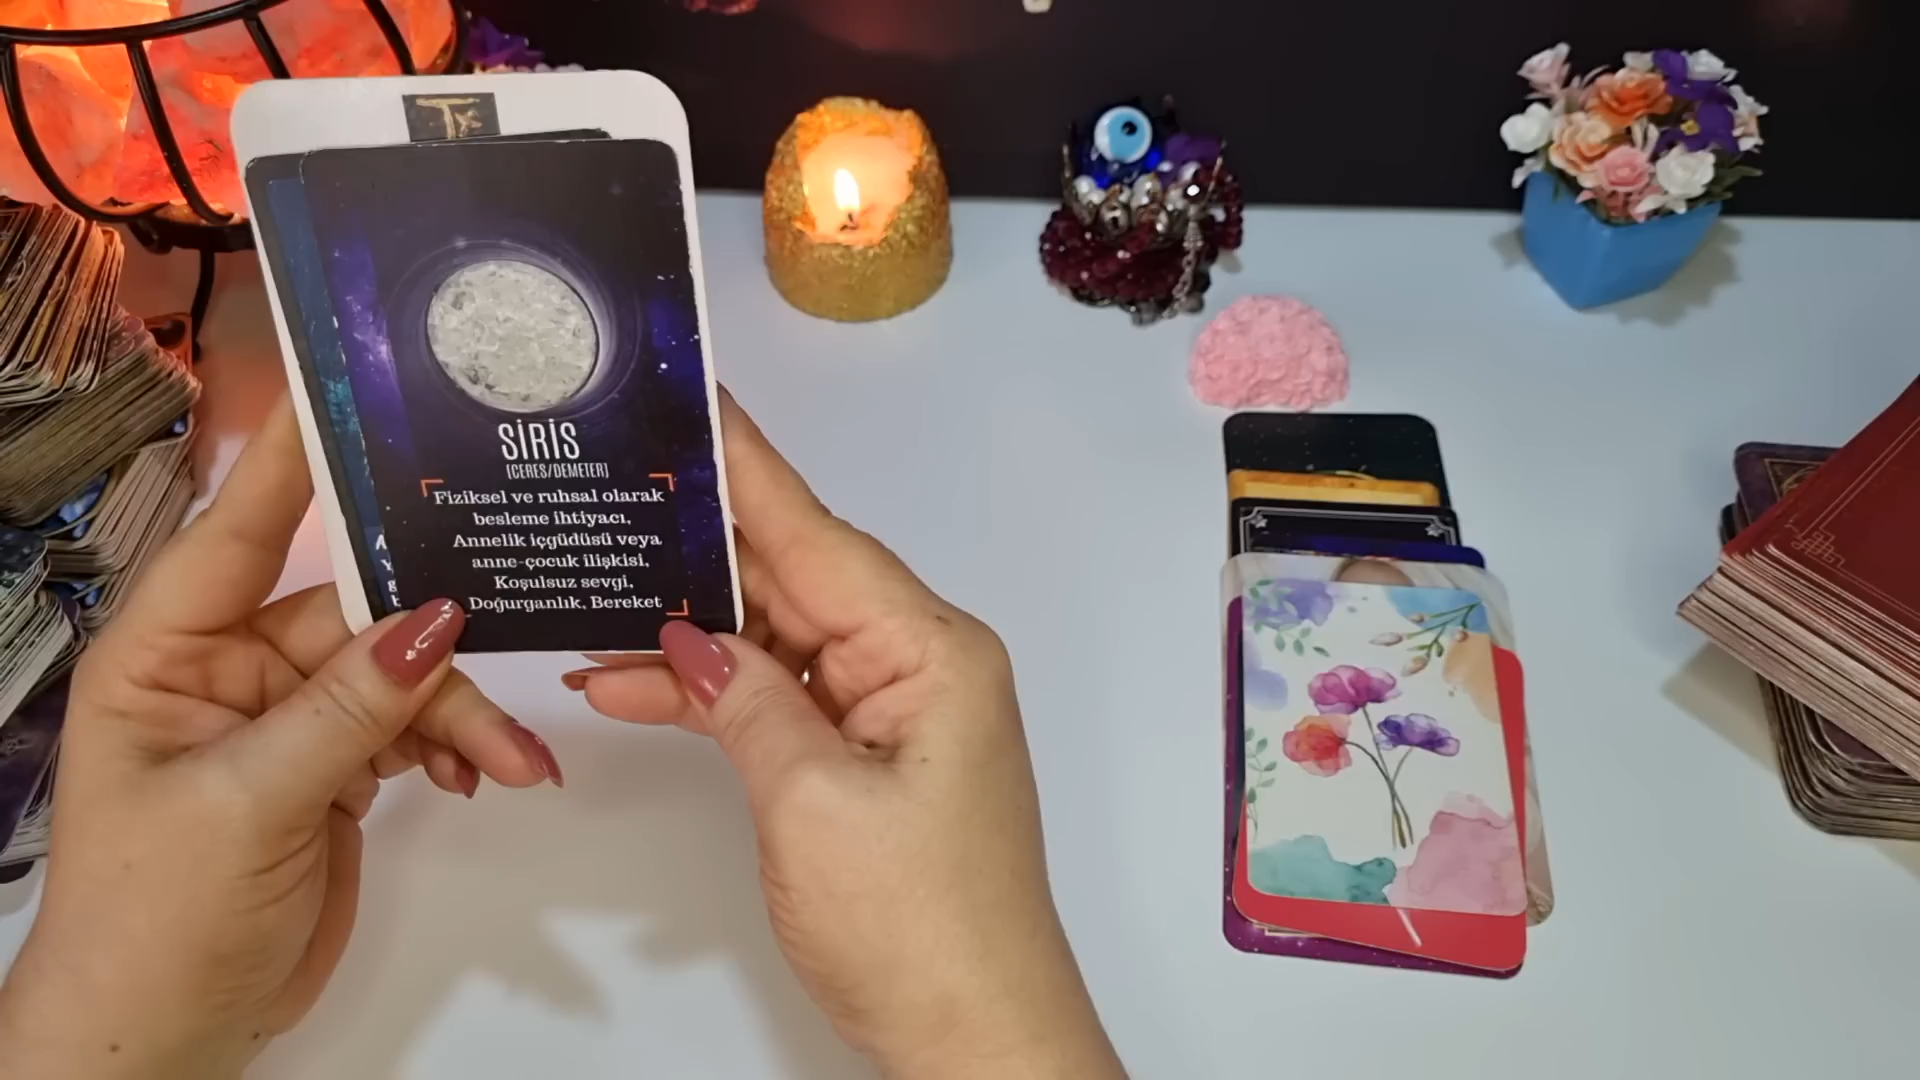 SİRİS
(CERES/DEMETER)
Fiziksel ve ruhsal olarak
besleme ihtiyacı,
Annelik içgüdüsü veya
anne-çocuk ilişkisi,
Koşulsuz sevgi,
Doğurganlık, Bereket